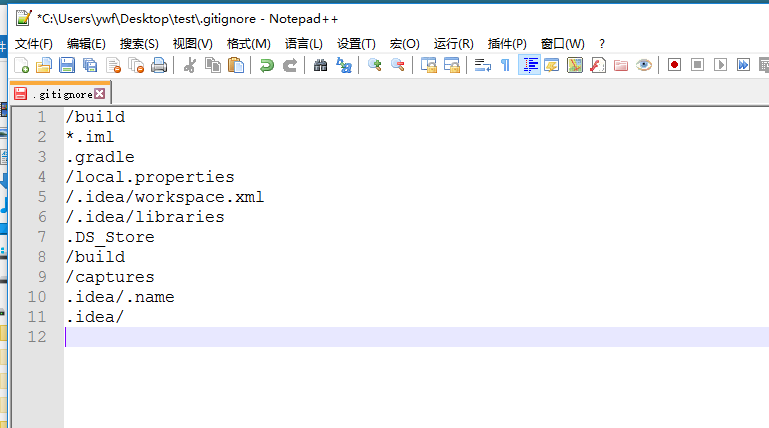 *C:\Users\ywf\Desktop\test\.gitignore - Notepad++
文件(F) 编辑(E) 搜索(S) 视图(V) 格式(M) 语言(L) 设置(T) 宏(O) 运行(R) 插件(P) 窗口(W) ?
.gitignore
1 /build
2 *.iml
3 .gradle
4 /local.properties
5 /.idea/workspace.xml
6 /.idea/libraries
7 .DS_Store
8 /build
9 /captures
10 .idea/.name
11 .idea/
12